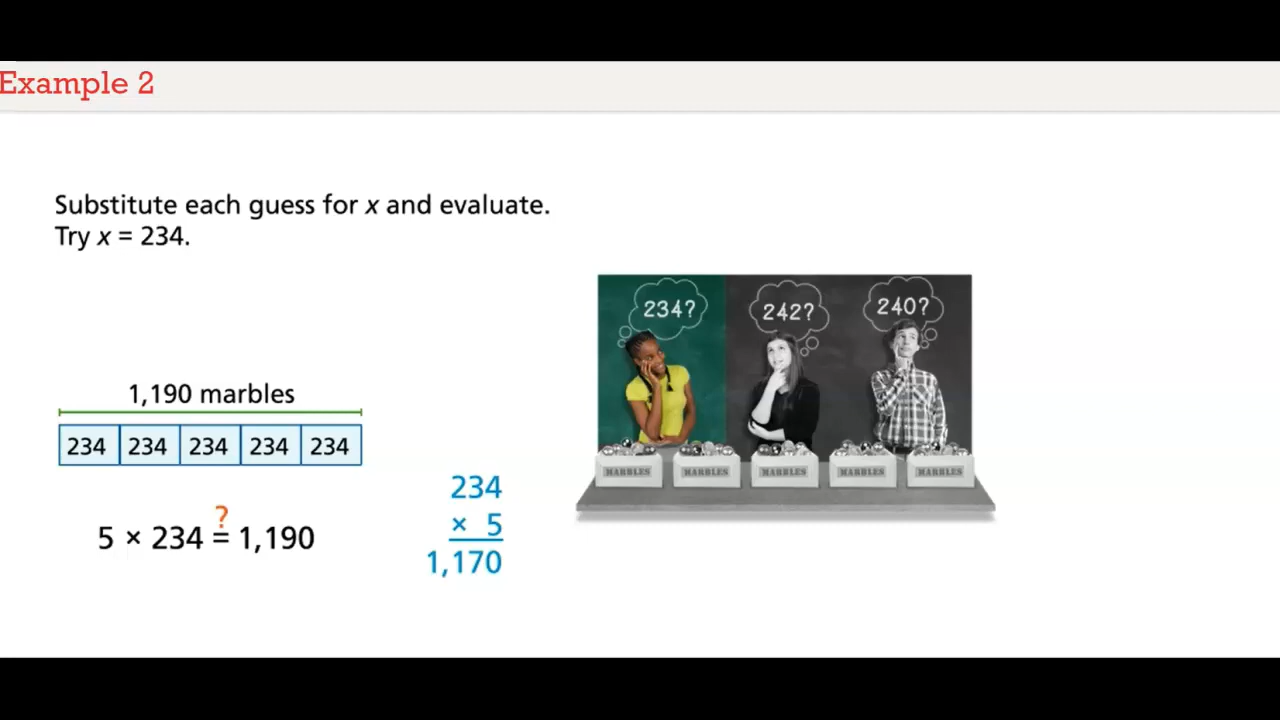 Example 2
Substitute each guess for x and evaluate.
Try x = 234.
234?
242?
240?
1,190 marbles
234 234 234 234 234
MARBLES MARBLES MARBLES MARBLES MARBLES
5 × 234 =? 1,190
234
× 5
1,170